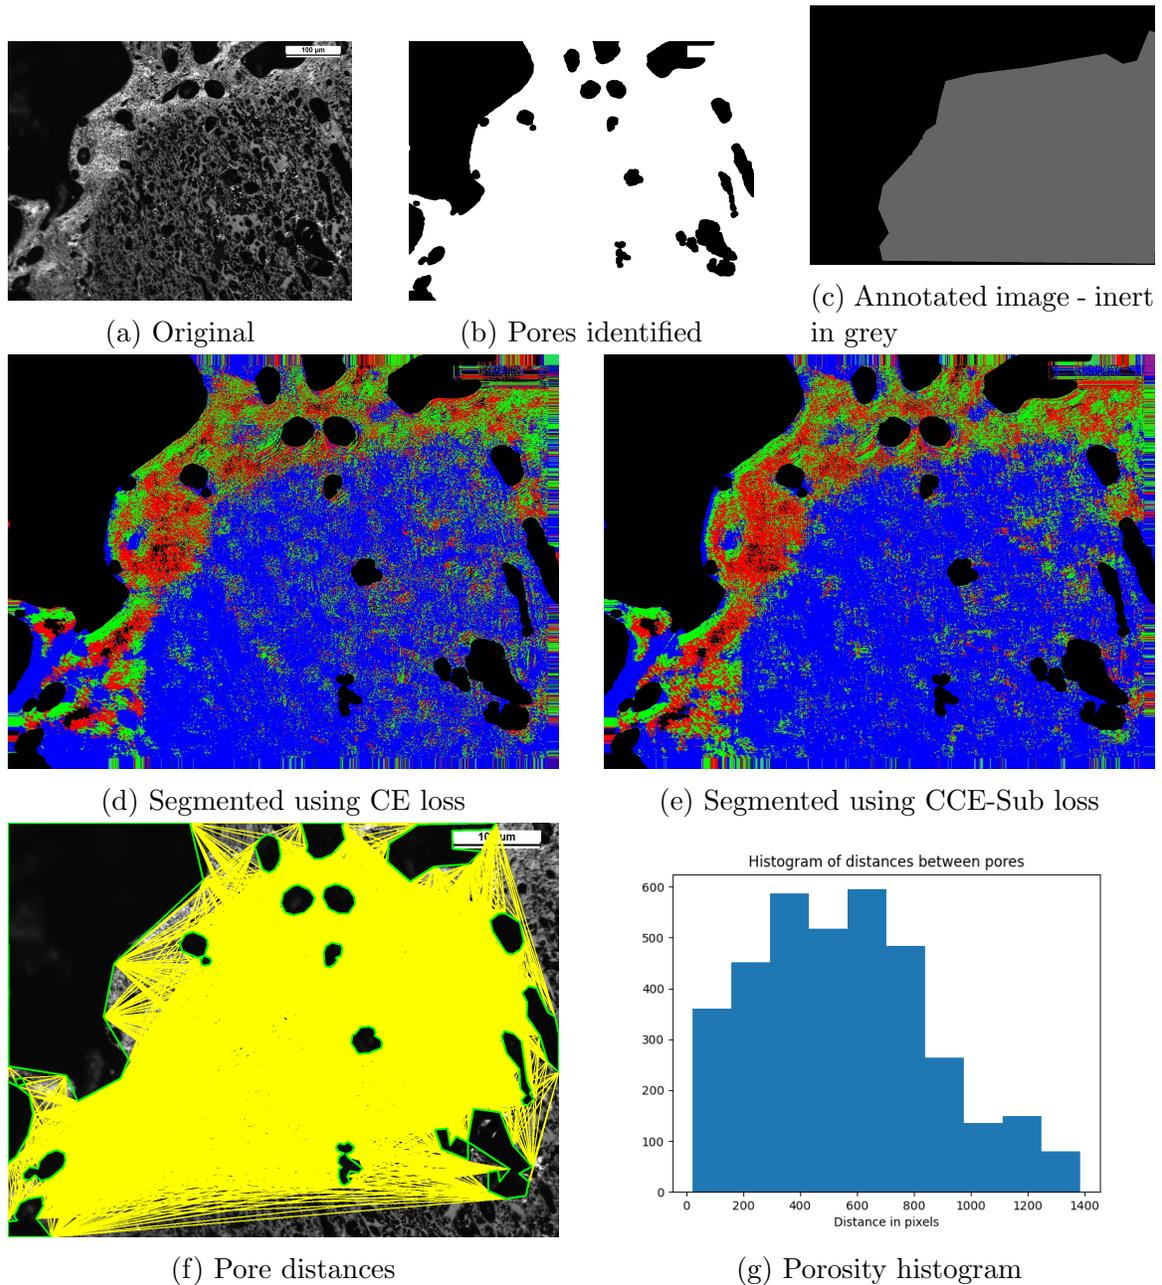 100 µm
(a) Original
(b) Pores identified
(c) Annotated image - inert
in grey
(d) Segmented using CE loss
(e) Segmented using CCE-Sub loss
Histogram of distances between pores
600
500
400
300
200
100
0
0 200 400 600 800 1000 1200 1400
Distance in pixels
(f) Pore distances
(g) Porosity histogram